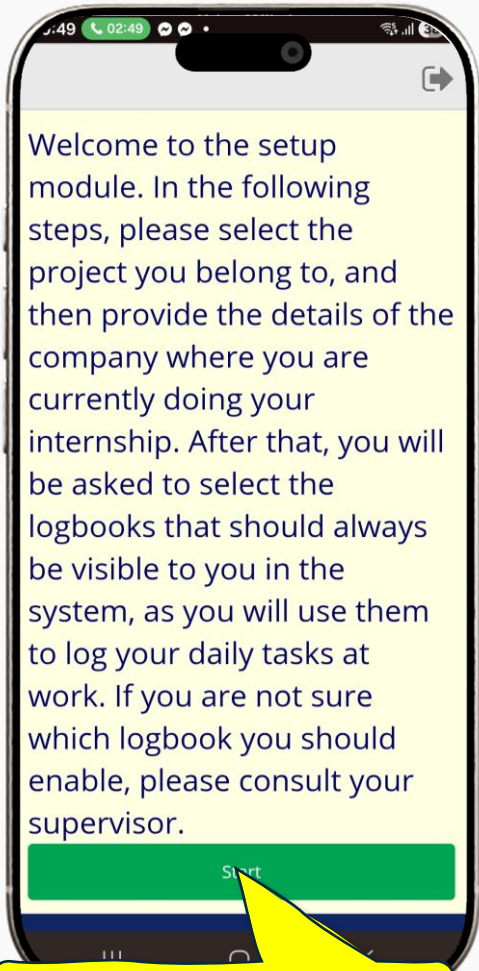 :49 02:49
Welcome to the setup
module. In the following
steps, please select the
project you belong to, and
then provide the details of the
company where you are
currently doing your
internship. After that, you will
be asked to select the
logbooks that should always
be visible to you in the
system, as you will use them
to log your daily tasks at
work. If you are not sure
which logbook you should
enable, please consult your
supervisor.
Start